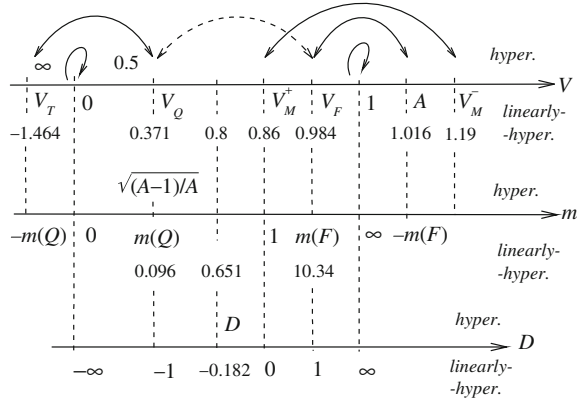 ∞ 0.5 hyper.
V_T 0 V_Q V_M^+ V_F 1 A V_M^- V
−1.464 0.371 0.8 0.86 0.984 1.016 1.19 linearly-
-hyper.
√(A−1)/A hyper.
−m(Q) 0 m(Q) 1 m(F) ∞ −m(F) m
0.096 0.651 10.34 linearly-
-hyper.
D hyper.
D
−∞ −1 −0.182 0 1 ∞ linearly-
-hyper.